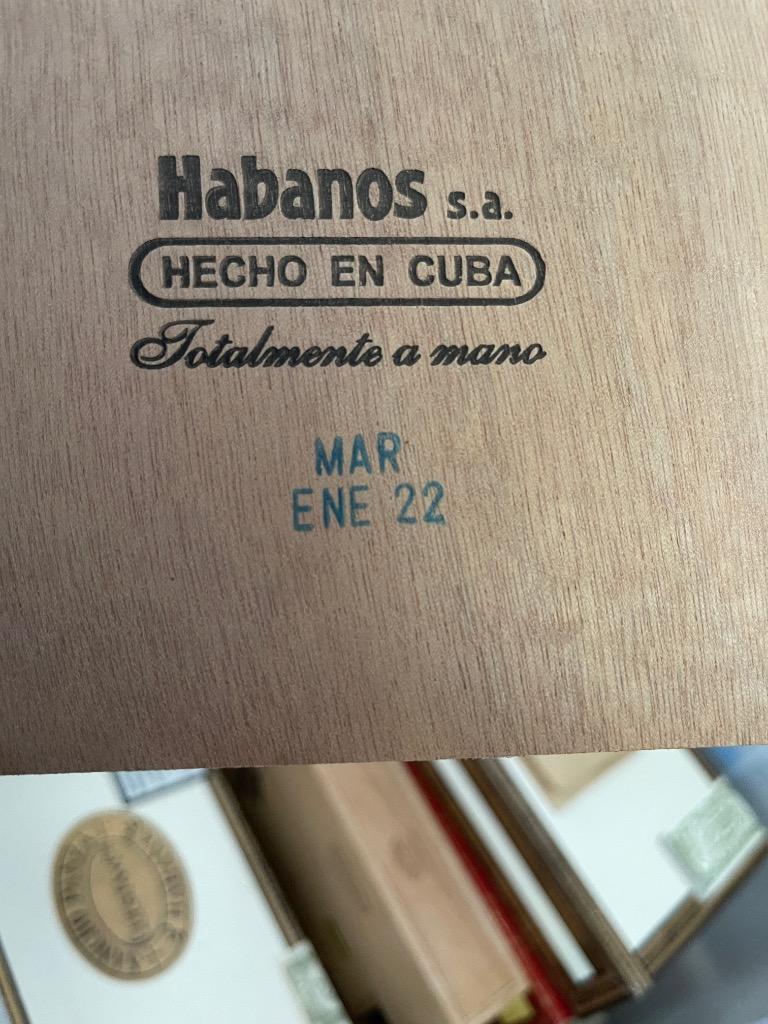 Habanos s.a.
HECHO EN CUBA
Totalmente a mano
MAR
ENE 22